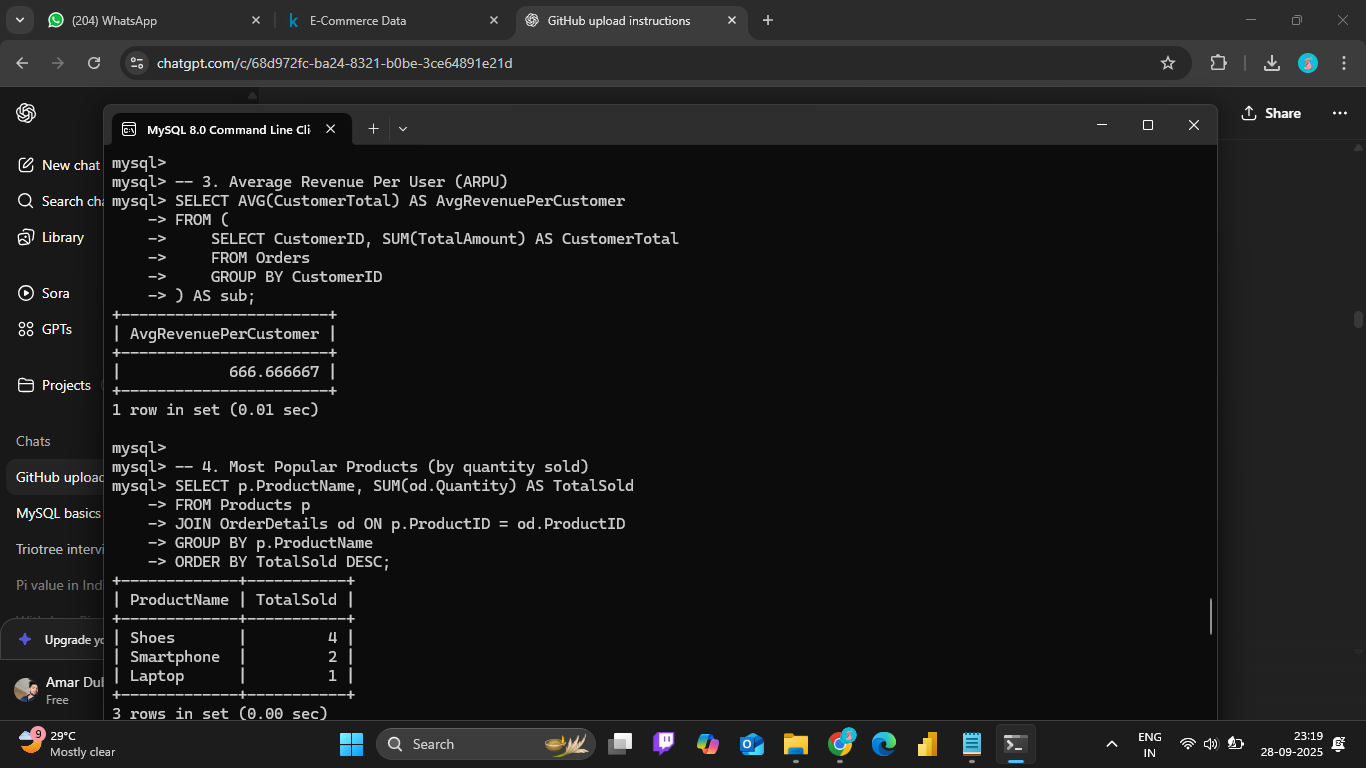 (204) WhatsApp
E-Commerce Data
GitHub upload instructions
chatgpt.com/c/68d972fc-ba24-8321-b0be-3ce64891e21d
Share
MySQL 8.0 Command Line Cli
New chat
Search cha
Library
Sora
GPTs
Projects
Chats
GitHub upload
MySQL basics
Triotree intervi
Pi value in Ind
Upgrade yo
Amar Dub
Free
mysql>
mysql> -- 3. Average Revenue Per User (ARPU)
mysql> SELECT AVG(CustomerTotal) AS AvgRevenuePerCustomer
    -> FROM (
    ->     SELECT CustomerID, SUM(TotalAmount) AS CustomerTotal
    ->     FROM Orders
    ->     GROUP BY CustomerID
    -> ) AS sub;
+-----------------------+
| AvgRevenuePerCustomer |
+-----------------------+
|            666.666667 |
+-----------------------+
1 row in set (0.01 sec)
mysql>
mysql> -- 4. Most Popular Products (by quantity sold)
mysql> SELECT p.ProductName, SUM(od.Quantity) AS TotalSold
    -> FROM Products p
    -> JOIN OrderDetails od ON p.ProductID = od.ProductID
    -> GROUP BY p.ProductName
    -> ORDER BY TotalSold DESC;
+-------------+-----------+
| ProductName | TotalSold |
+-------------+-----------+
| Shoes       |         4 |
| Smartphone  |         2 |
| Laptop      |         1 |
+-------------+-----------+
3 rows in set (0.00 sec)
9
29°C
Mostly clear
Search
ENG
IN
23:19
28-09-2025